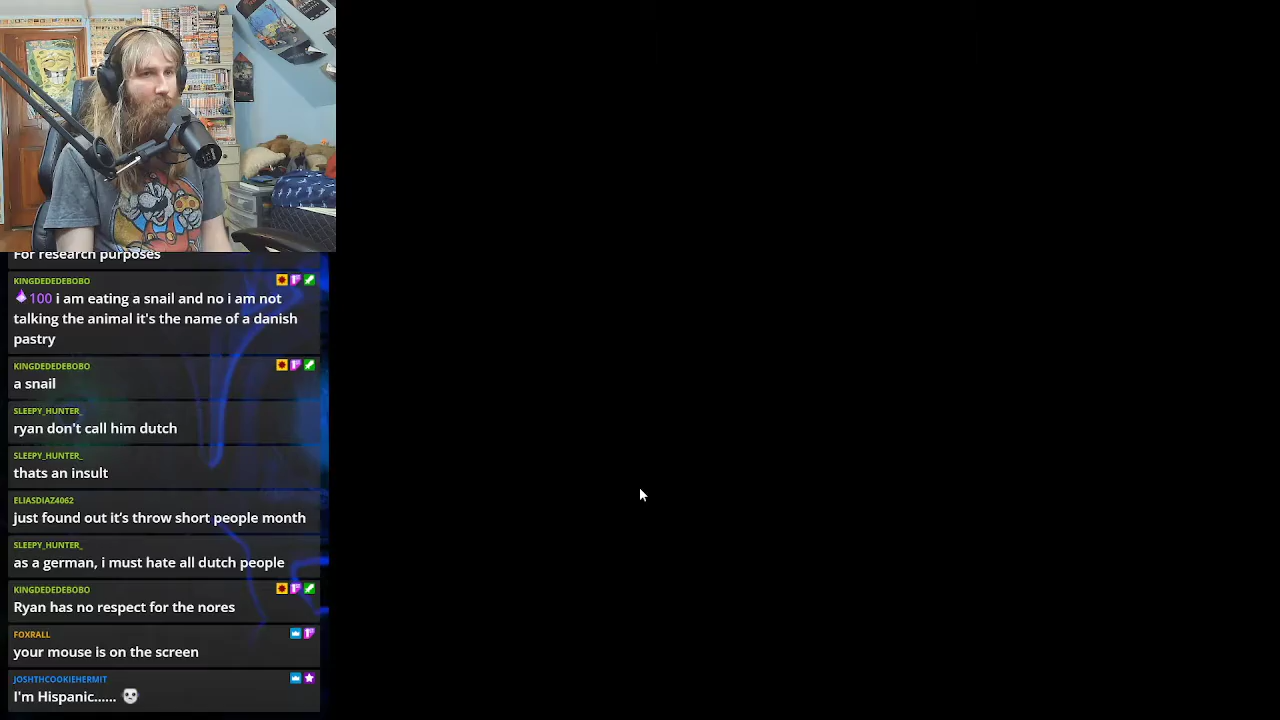 For research purposes
KINGDEDEDEBOBO
100 i am eating a snail and no i am not
talking the animal it's the name of a danish
pastry
KINGDEDEDEBOBO
a snail
SLEEPY_HUNTER_
ryan don't call him dutch
SLEEPY_HUNTER_
thats an insult
ELIASDIAZ4062
just found out it’s throw short people month
SLEEPY_HUNTER_
as a german, i must hate all dutch people
KINGDEDEDEBOBO
Ryan has no respect for the nores
FOXRALL
your mouse is on the screen
JOSHTHCOOKIEHERMIT
I'm Hispanic......